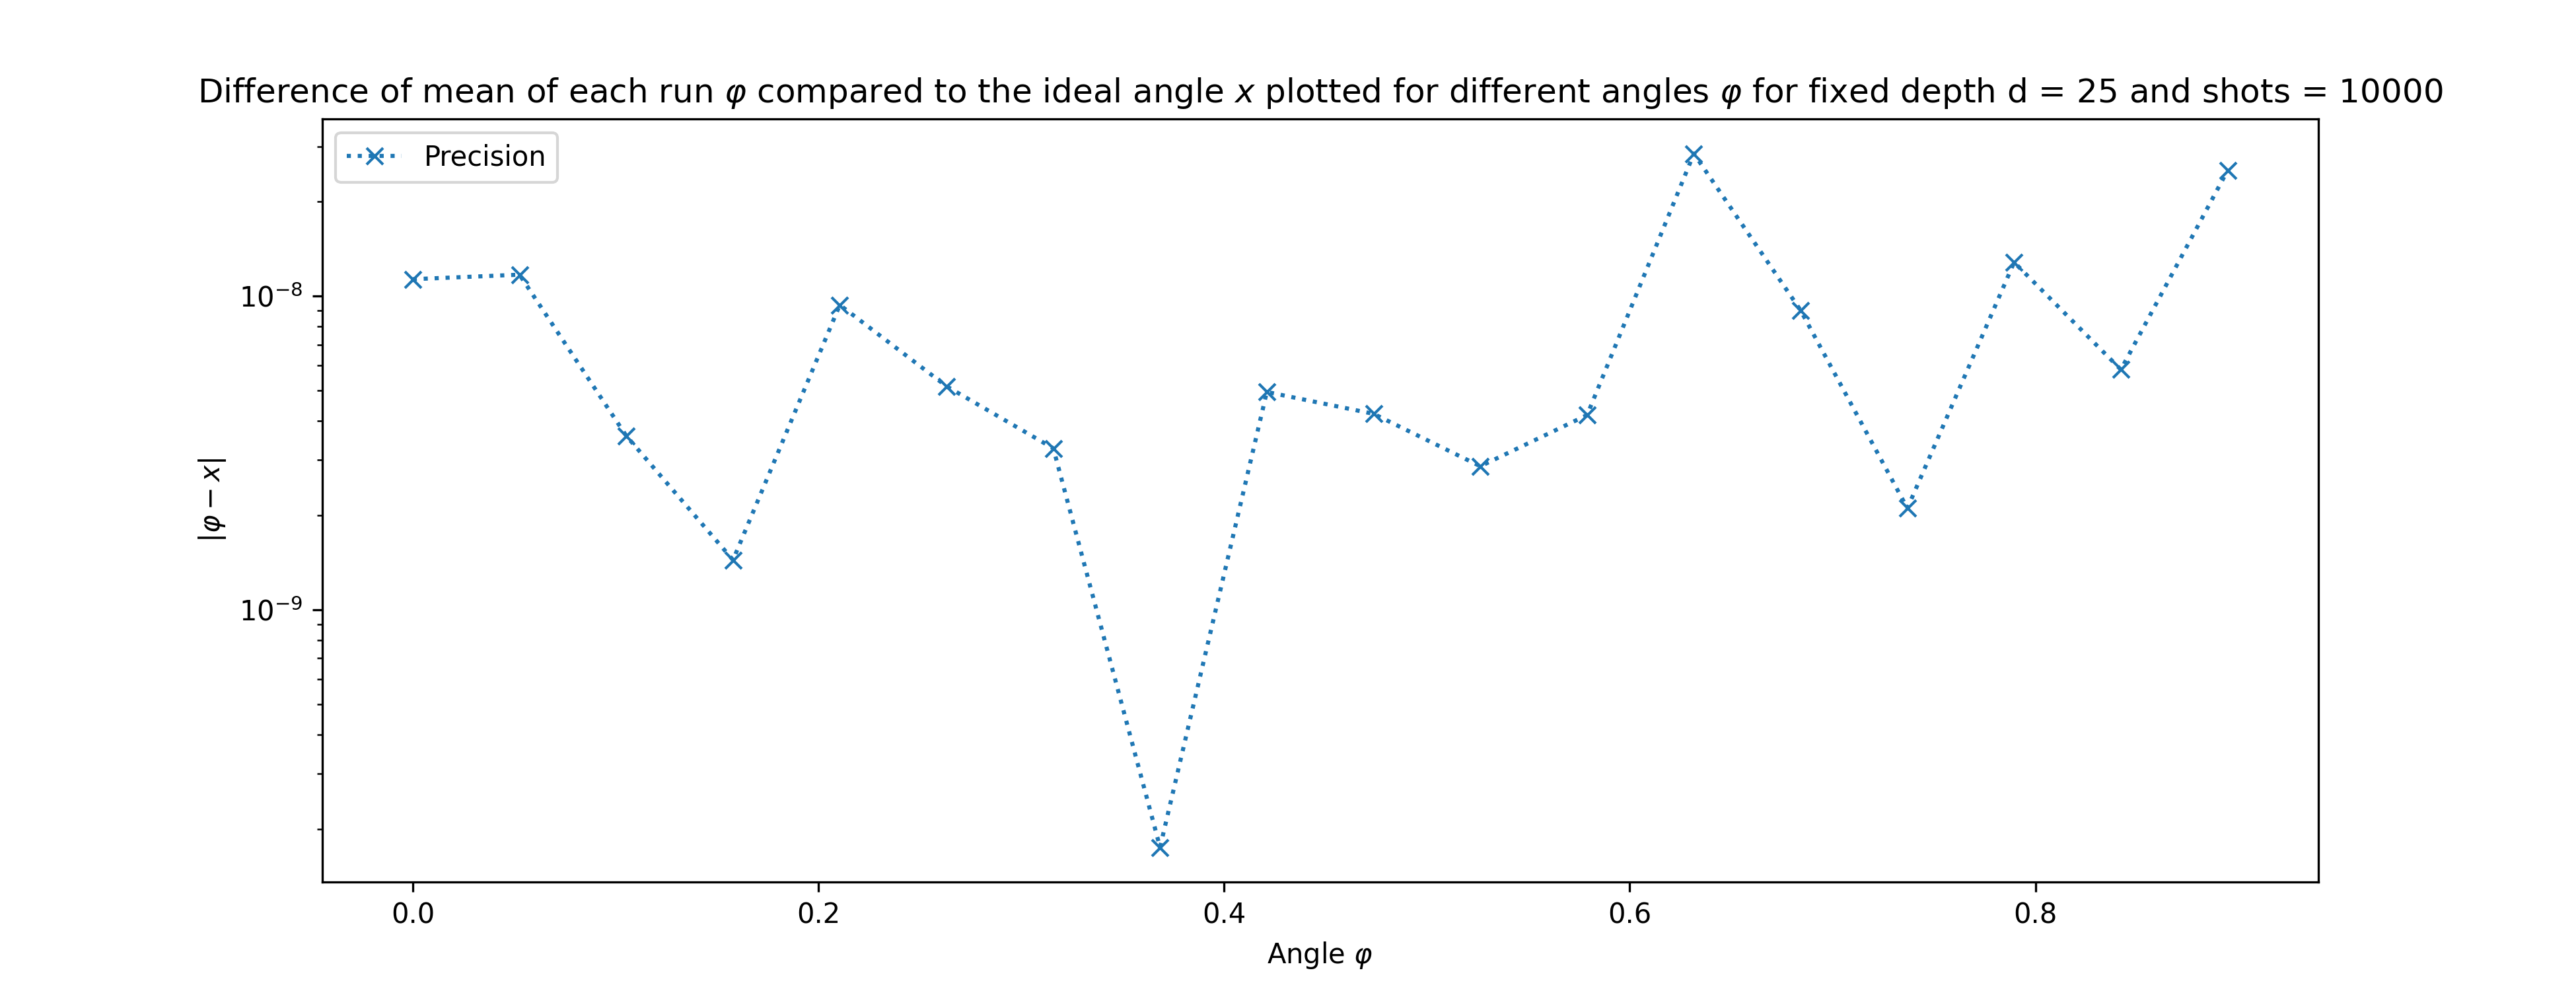 Difference of mean of each run φ compared to the ideal angle x plotted for different angles φ for fixed depth d = 25 and shots = 10000
Precision
10⁻⁸
10⁻⁹
|φ − x|
0.0 0.2 0.4 0.6 0.8
Angle φ